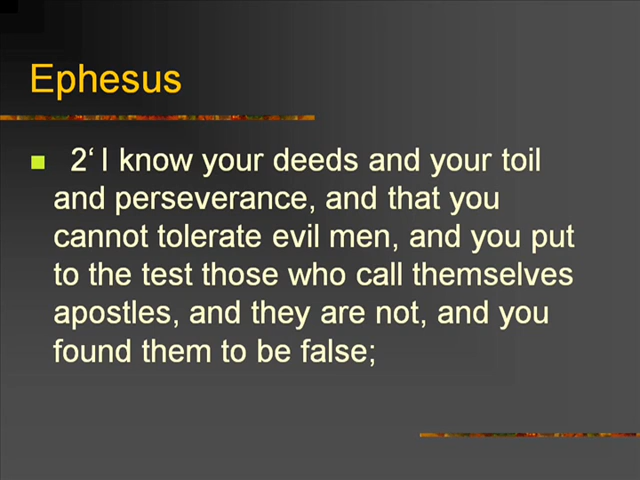 Ephesus
2‘ I know your deeds and your toil
and perseverance, and that you
cannot tolerate evil men, and you put
to the test those who call themselves
apostles, and they are not, and you
found them to be false;